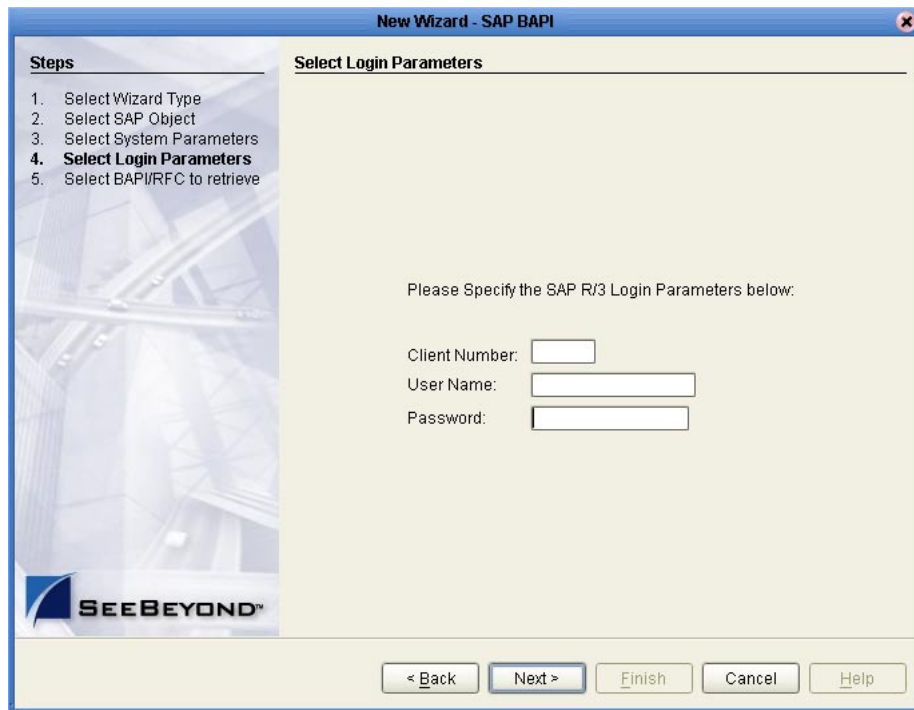 New Wizard - SAP BAPI
Steps
1. Select Wizard Type
2. Select SAP Object
3. Select System Parameters
4. Select Login Parameters
5. Select BAPI/RFC to retrieve
Select Login Parameters
Please Specify the SAP R/3 Login Parameters below:
Client Number:
User Name:
Password:
SEEBEYOND™
< Back Next > Finish Cancel Help